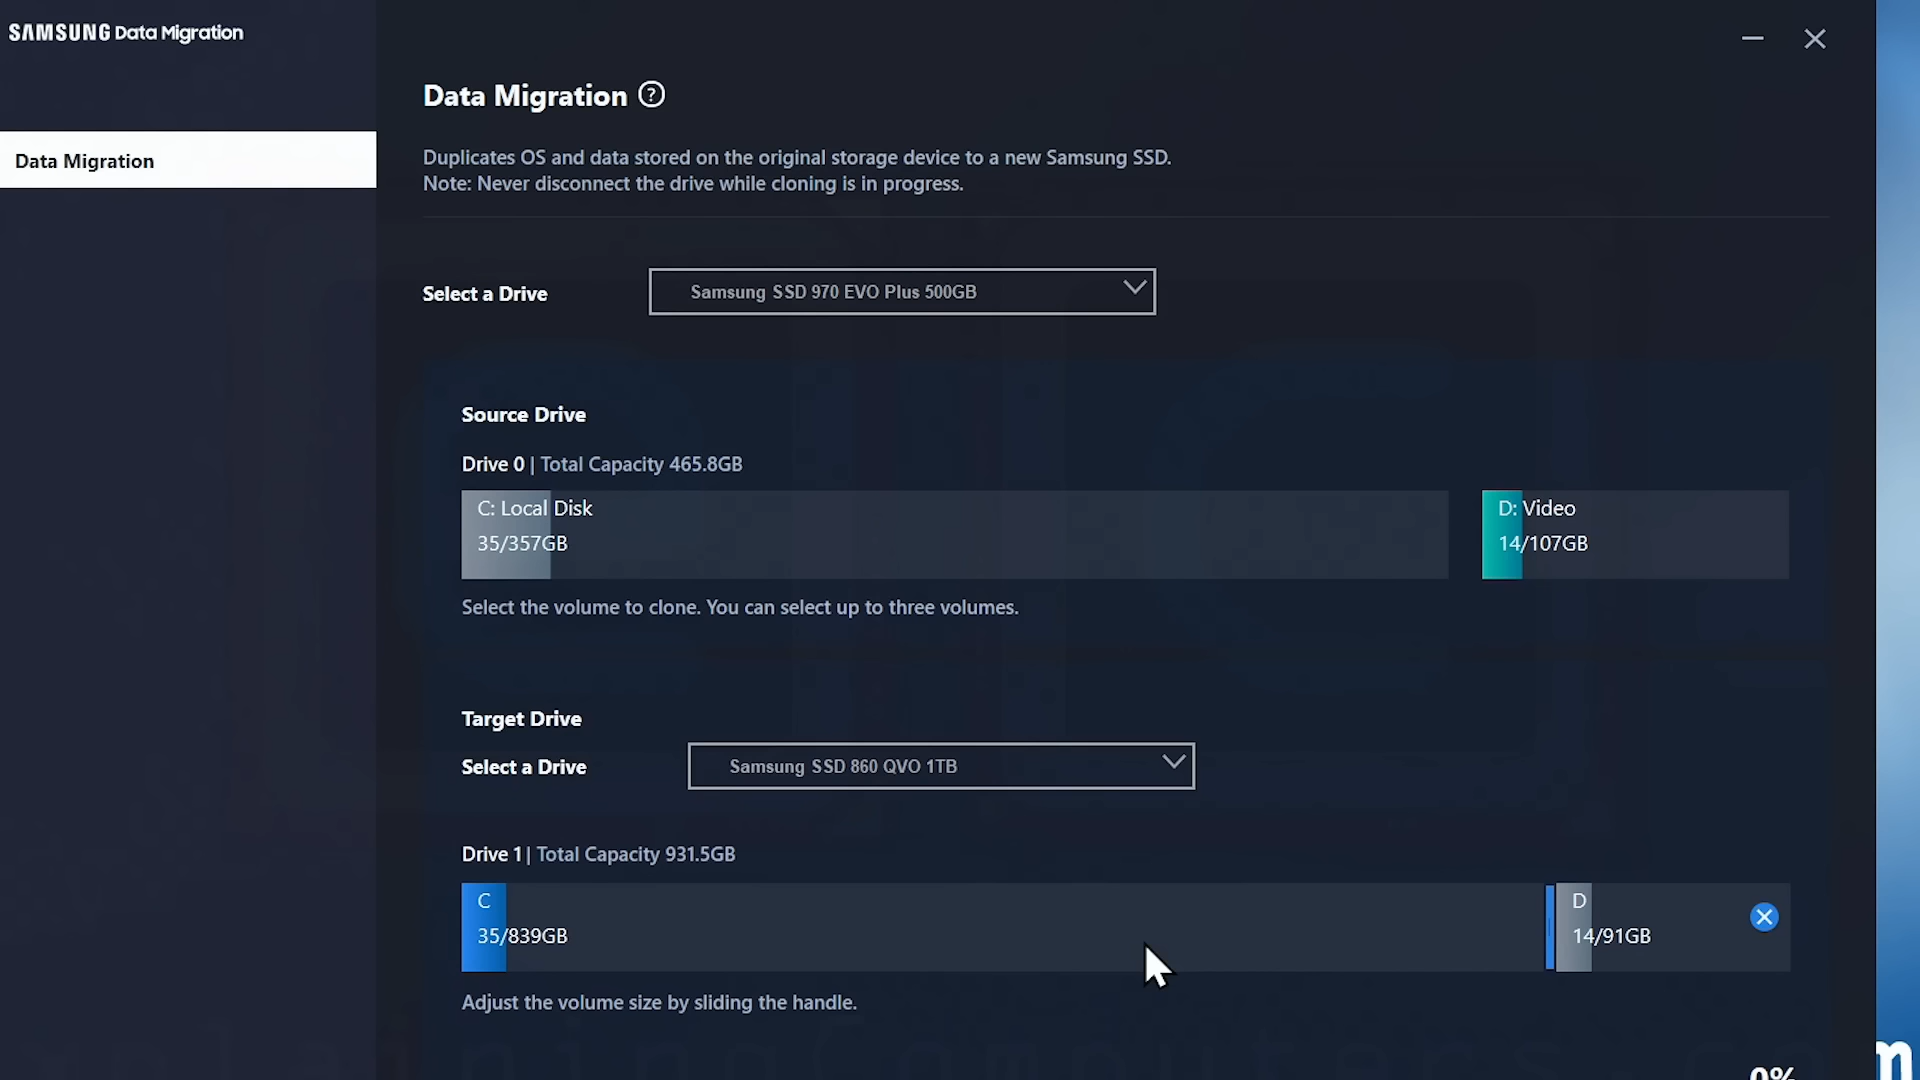 SAMSUNG Data Migration
Data Migration
Data Migration ?
Duplicates OS and data stored on the original storage device to a new Samsung SSD.
Note: Never disconnect the drive while cloning is in progress.
Select a Drive
Samsung SSD 970 EVO Plus 500GB
Source Drive
Drive 0 | Total Capacity 465.8GB
C: Local Disk
35/357GB
D: Video
14/107GB
Select the volume to clone. You can select up to three volumes.
Target Drive
Select a Drive
Samsung SSD 860 QVO 1TB
Drive 1 | Total Capacity 931.5GB
C
35/839GB
D
14/91GB
Adjust the volume size by sliding the handle.
0%
m